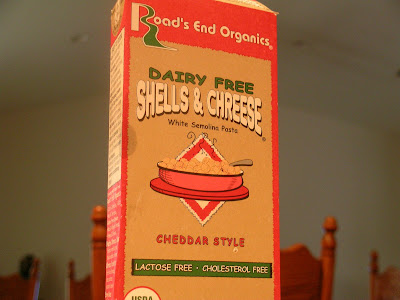 Road's End Organics®
DAIRY FREE
SHELLS & CHREESE®
White Semolina Pasta
CHEDDAR STYLE
LACTOSE FREE · CHOLESTEROL FREE
USDA